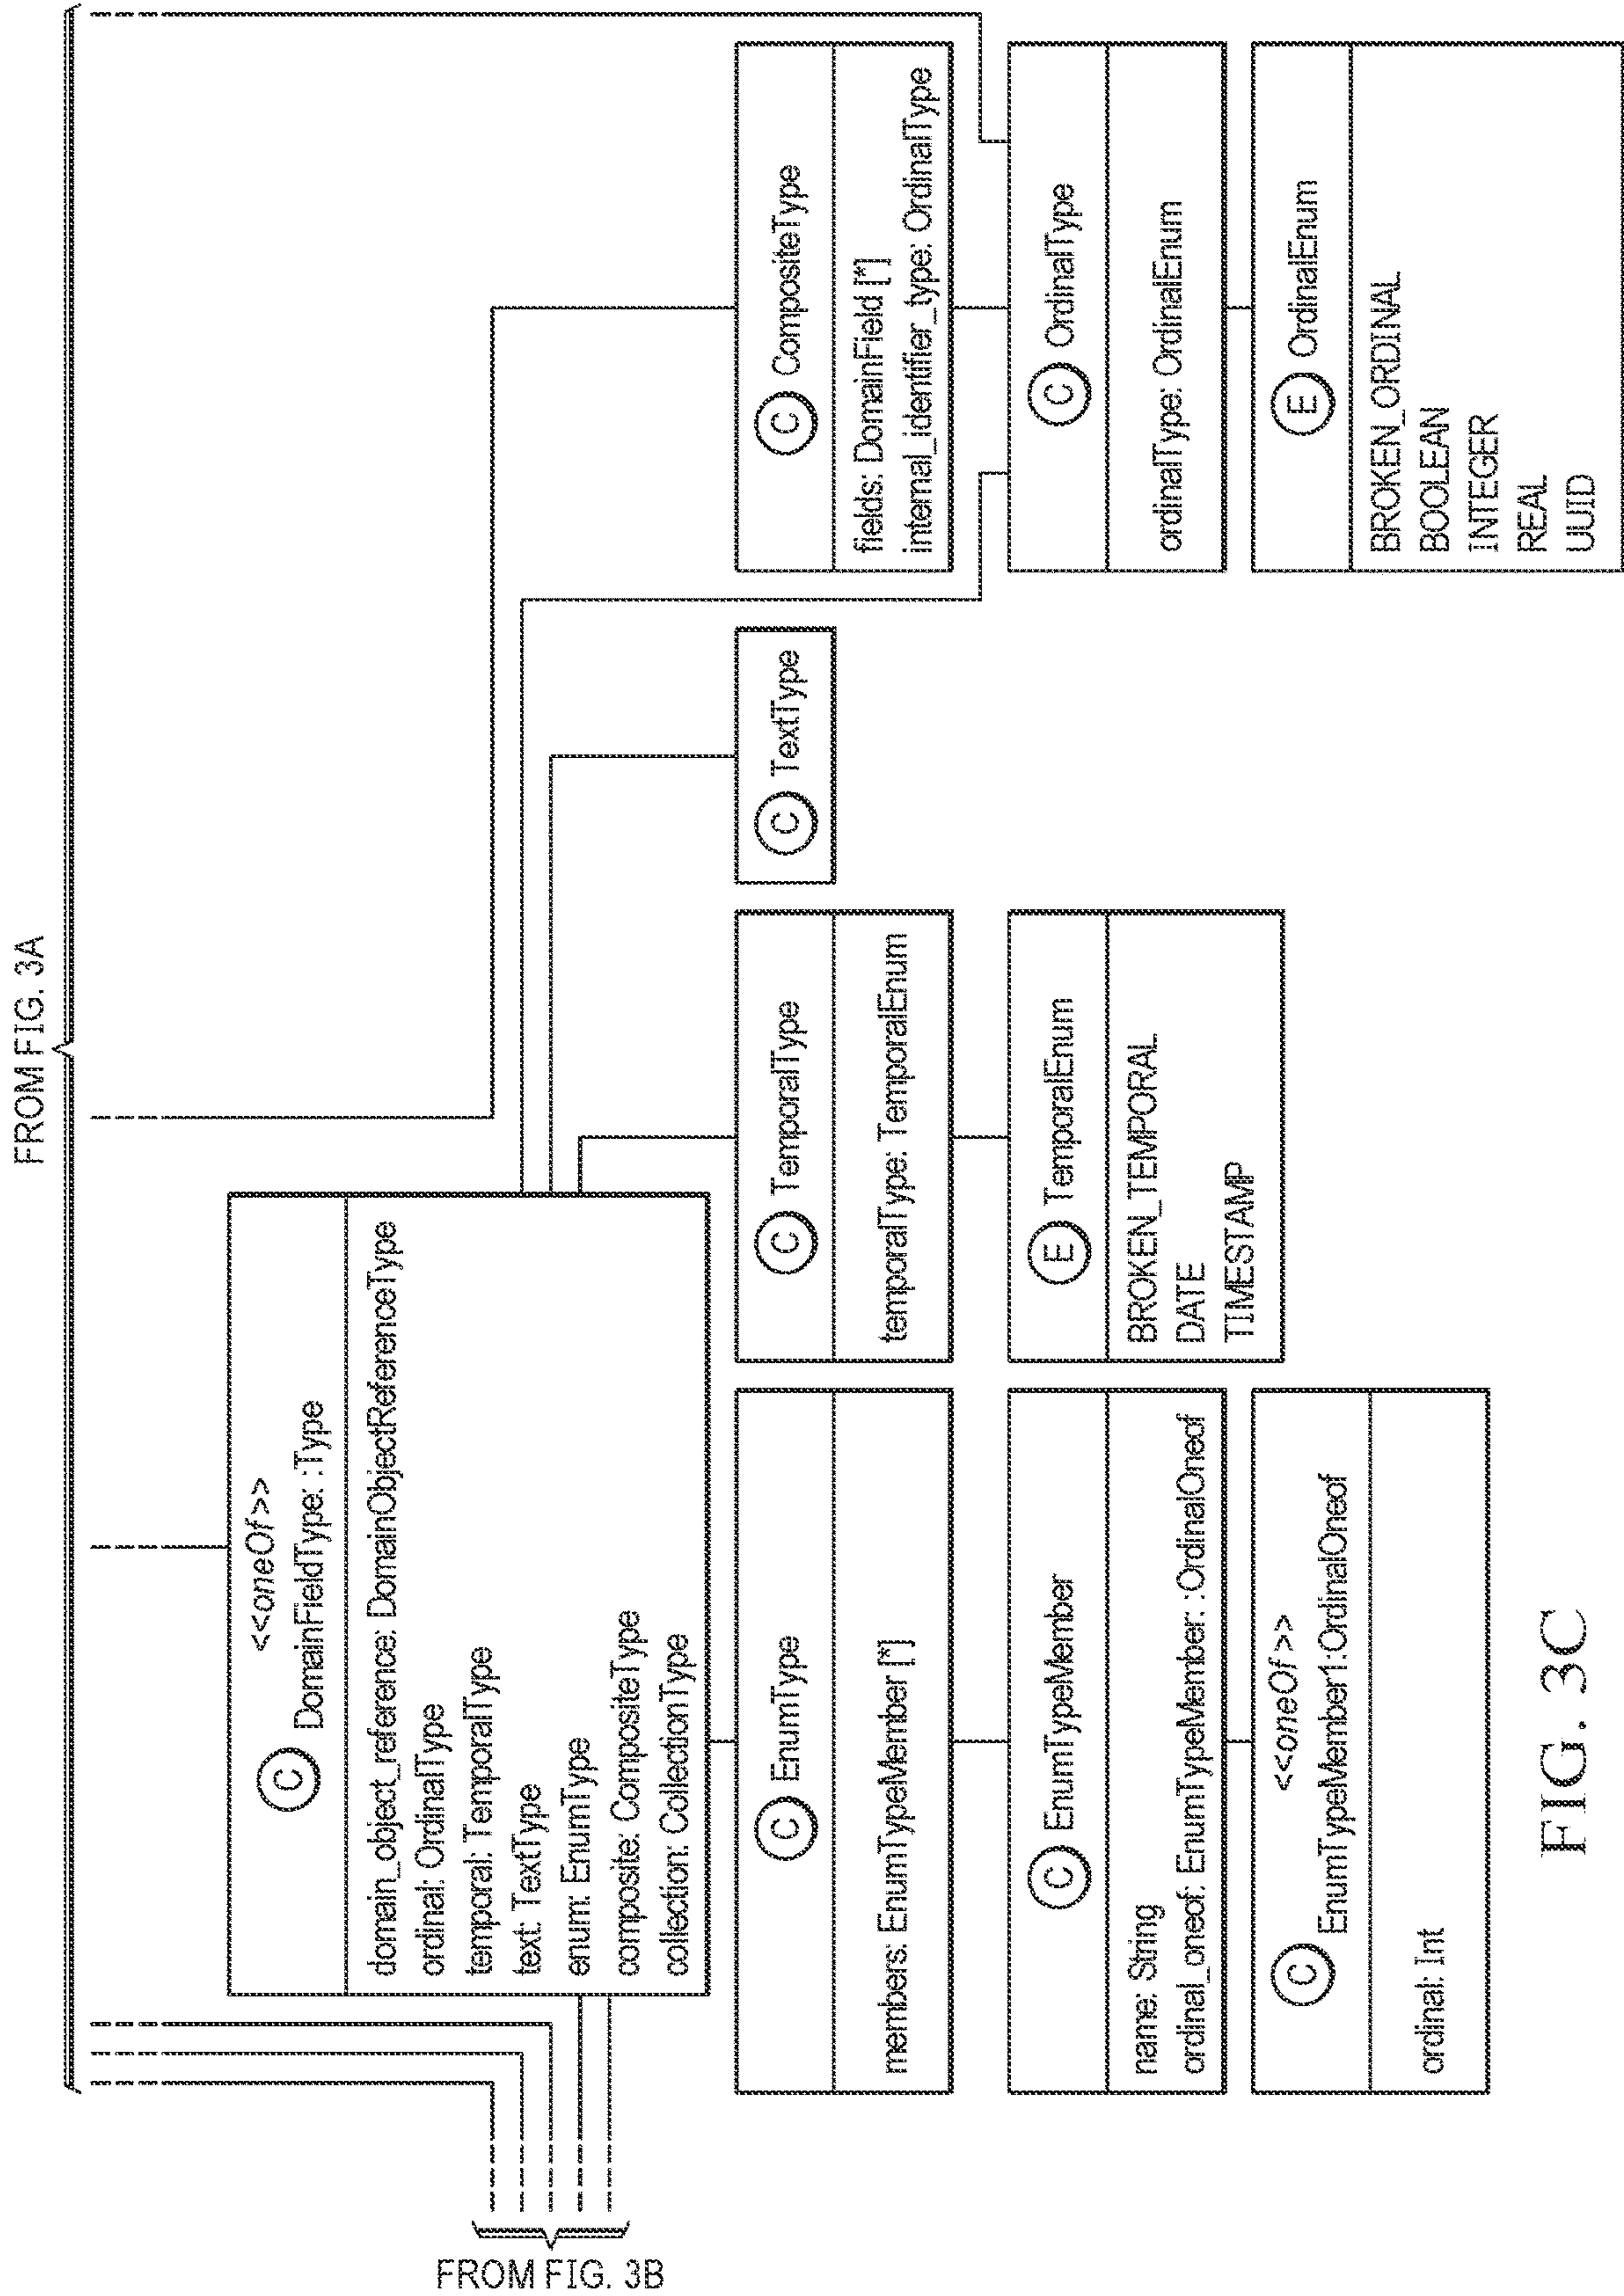 FROM FIG. 3A
<<oneOf>>
C DomainFieldType: :Type
domain_object_reference: DomainObjectReferenceType
ordinal: OrdinalType
temporal: TemporalType
text: TextType
enum: EnumType
composite: CompositeType
collection: CollectionType
FROM FIG. 3B
C EnumType
members: EnumTypeMember [*]
C TemporalType
temporalType: TemporalEnum
C TextType
C CompositeType
fields: DomainField [*]
internal_identifier_type: OrdinalType
C EnumTypeMember
name: String
ordinal_oneof: EnumTypeMember: :OrdinalOneof
E TemporalEnum
BROKEN_TEMPORAL
DATE
TIMESTAMP
C OrdinalType
ordinalType: OrdinalEnum
<<oneOf>>
C EnumTypeMember1:OrdinalOneof
ordinal: Int
E OrdinalEnum
BROKEN_ORDINAL
BOOLEAN
INTEGER
REAL
UUID
FIG. 3C